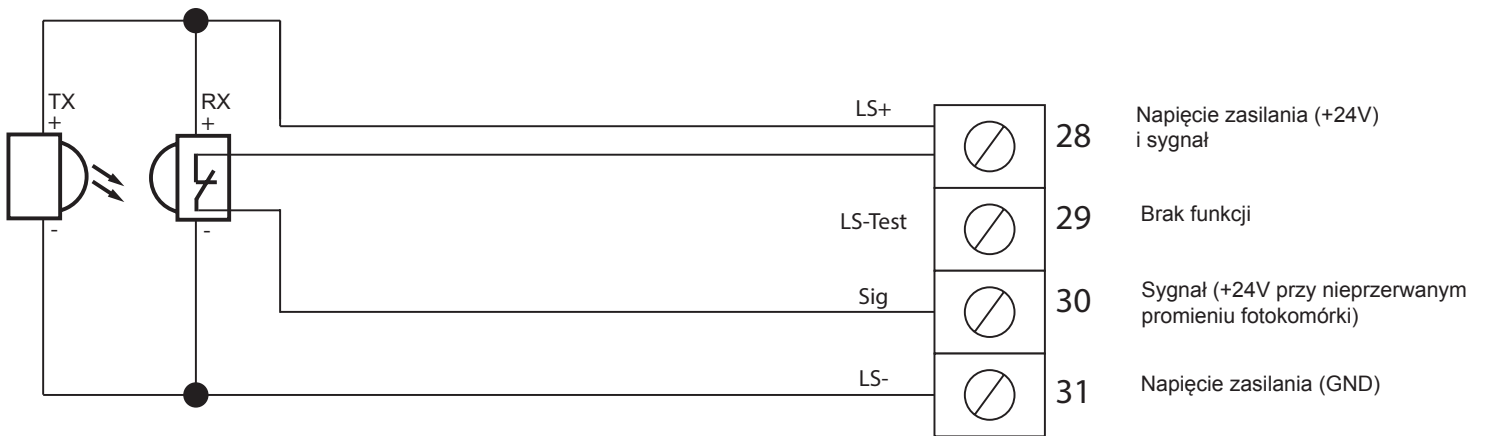 TX
+
-
RX
+
-
LS+
28
Napięcie zasilania (+24V)
i sygnał
LS-Test
29
Brak funkcji
Sig
30
Sygnał (+24V przy nieprzerwanym
promieniu fotokomórki)
LS-
31
Napięcie zasilania (GND)